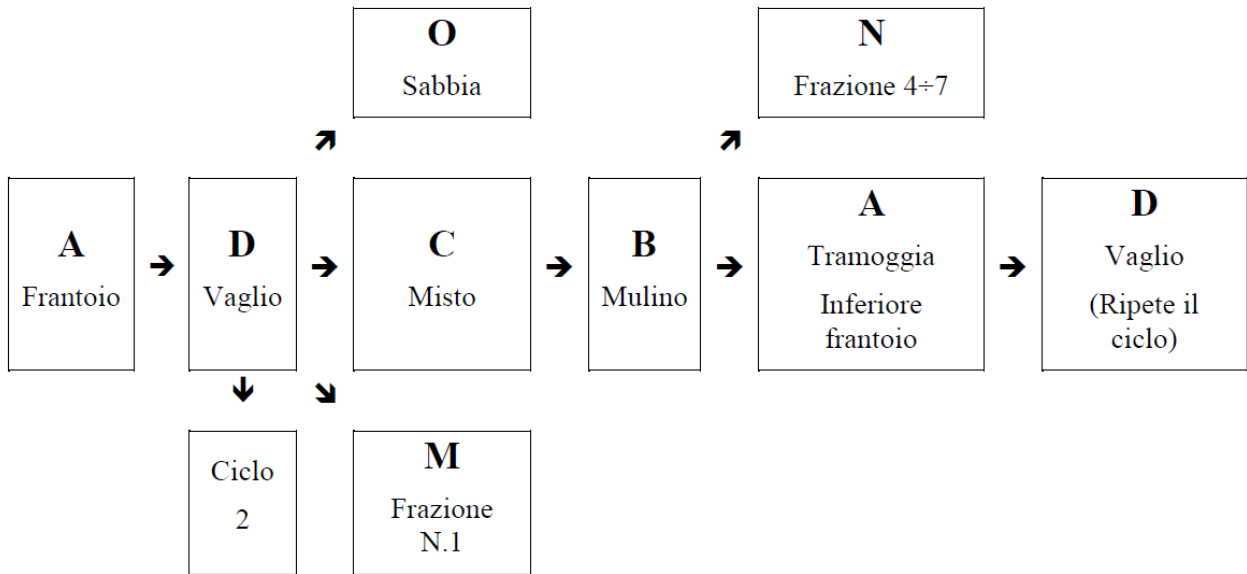 O
Sabbia
N
Frazione 4÷7
A
Frantoio
D
Vaglio
C
Misto
B
Mulino
A
Tramoggia
Inferiore
frantoio
D
Vaglio
(Ripete il
ciclo)
Ciclo
2
M
Frazione
N.1